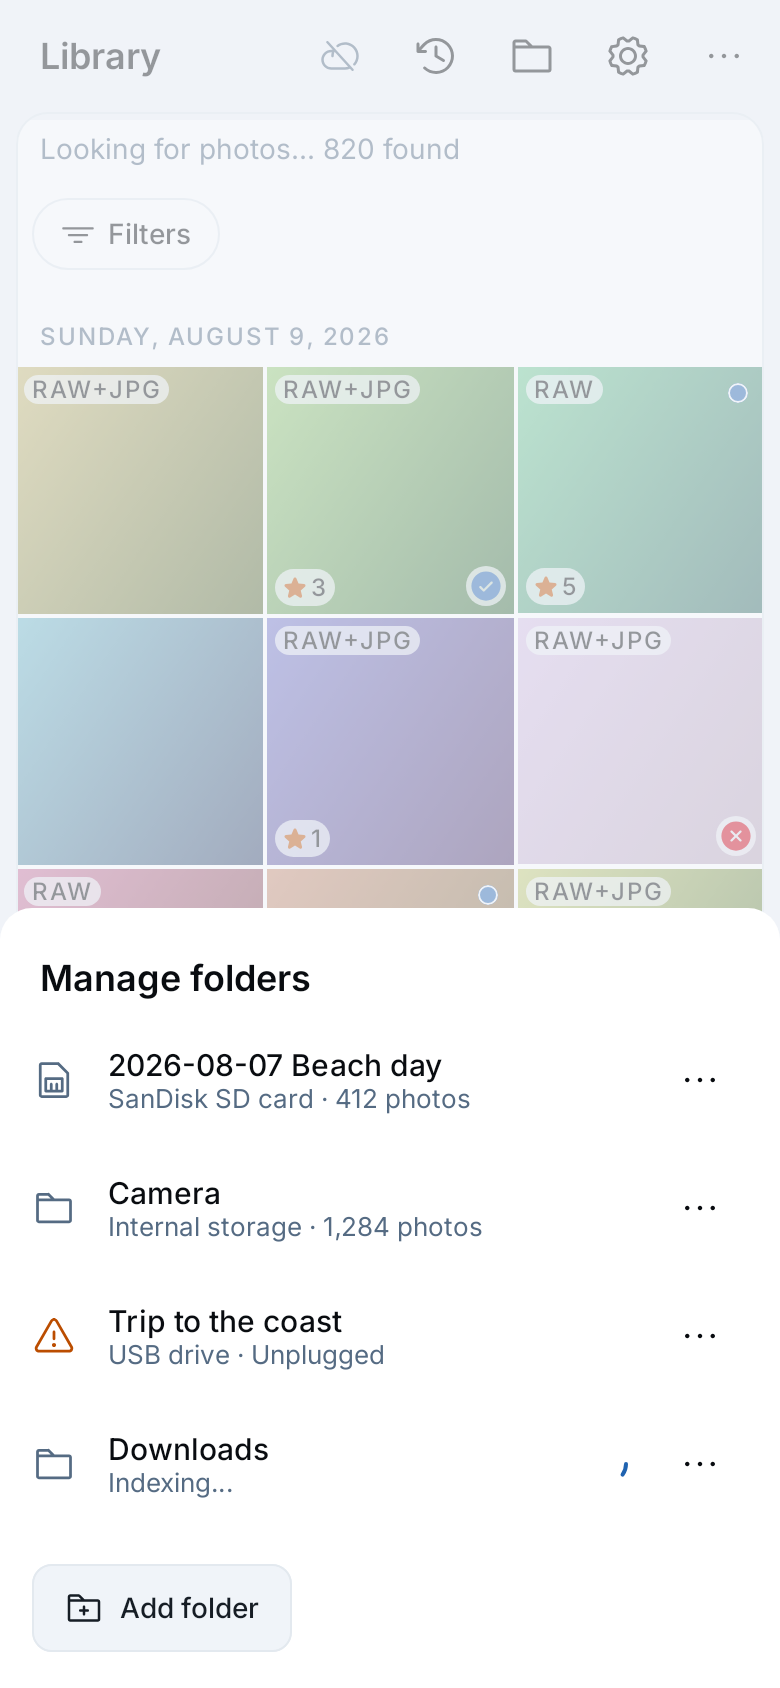 Library
Looking for photos... 820 found
Filters
SUNDAY, AUGUST 9, 2026
RAW+JPG
RAW+JPG
RAW
3
5
RAW+JPG
RAW+JPG
1
RAW
RAW+JPG
Manage folders
2026-08-07 Beach day
SanDisk SD card · 412 photos
Camera
Internal storage · 1,284 photos
Trip to the coast
USB drive · Unplugged
Downloads
Indexing...
Add folder